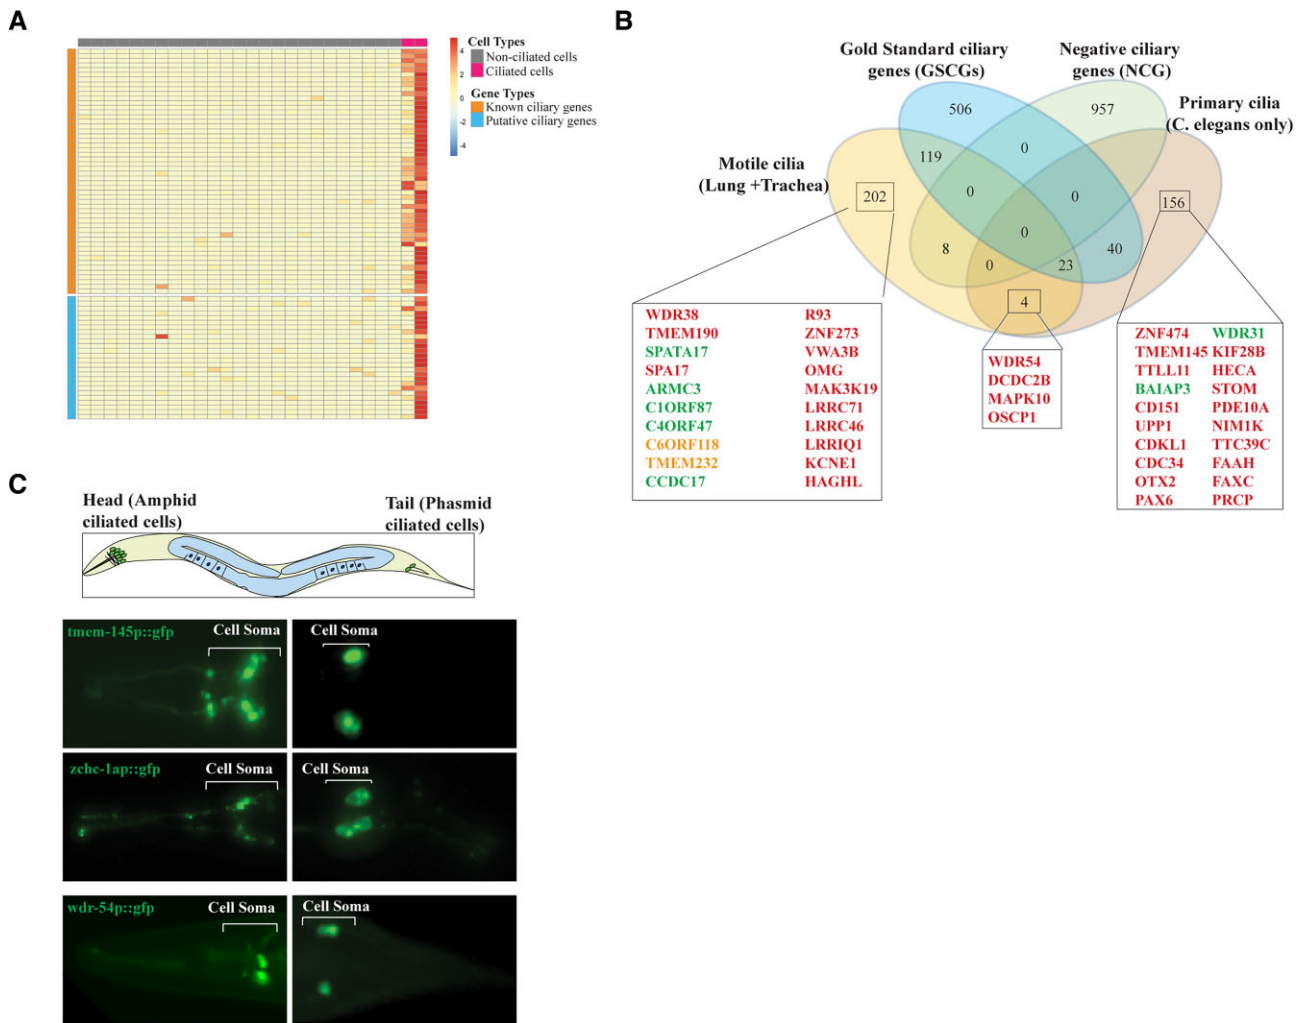 A
4
2
0
-2
-4
Cell Types
Non-ciliated cells
Ciliated cells
Gene Types
Known ciliary genes
Putative ciliary genes
B
Gold Standard ciliary
genes (GSCGs)
Negative ciliary
genes (NCG)
Primary cilia
(C. elegans only)
Motile cilia
(Lung +Trachea)
506
957
119
0
0
0
202
156
0
8
0
23
40
4
WDR38
TMEM190
SPATA17
SPA17
ARMC3
C1ORF87
C4ORF47
C6ORF118
TMEM232
CCDC17
R93
ZNF273
VWA3B
OMG
MAK3K19
LRRC71
LRRC46
LRRIQ1
KCNE1
HAGHL
WDR54
DCDC2B
MAPK10
OSCP1
ZNF474
TMEM145
TTLL11
BAIAP3
CD151
UPP1
CDKL1
CDC34
OTX2
PAX6
WDR31
KIF28B
HECA
STOM
PDE10A
NIM1K
TTC39C
FAAH
FAXC
PRCP
C
Head (Amphid
ciliated cells)
Tail (Phasmid
ciliated cells)
tmem-145p::gfp
Cell Soma
Cell Soma
zchc-1ap::gfp
Cell Soma
Cell Soma
wdr-54p::gfp
Cell Soma
Cell Soma